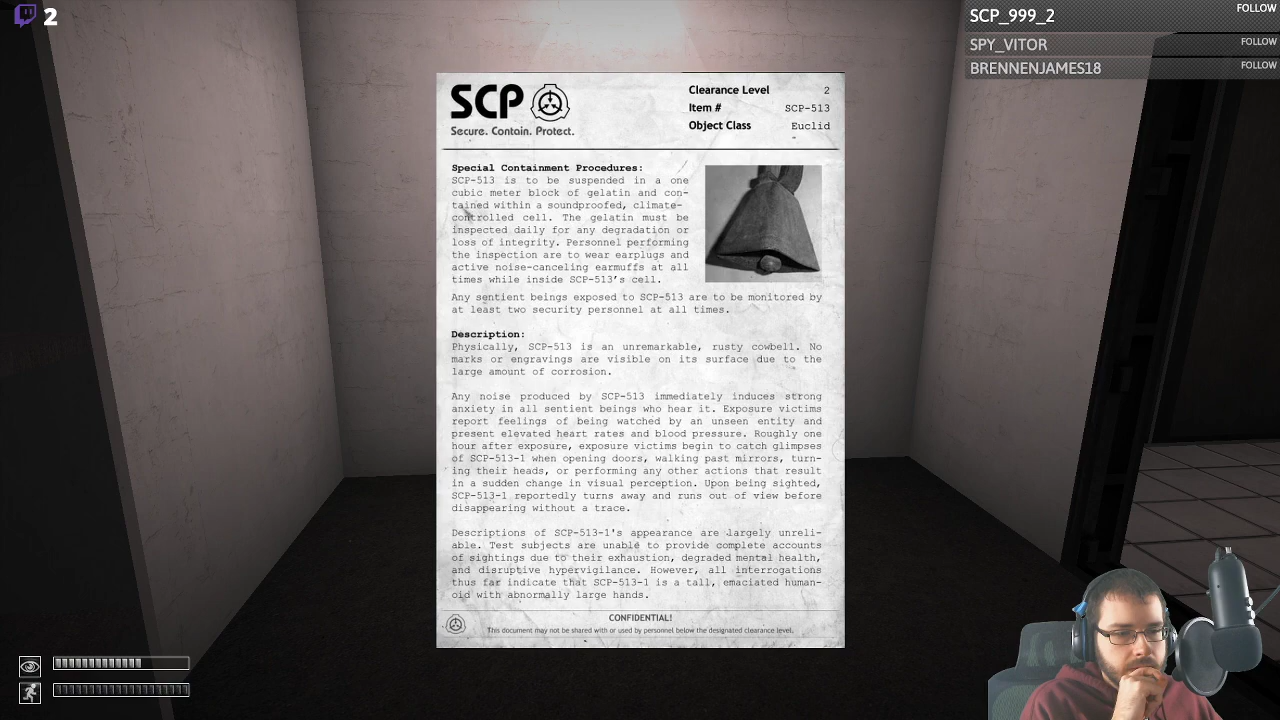 2
SCP_999_2 FOLLOW
SPY_VITOR FOLLOW
BRENNENJAMES18 FOLLOW
SCP
Secure. Contain. Protect.
Clearance Level 2
Item # SCP-513
Object Class Euclid
Special Containment Procedures:
SCP-513 is to be suspended in a one
cubic meter block of gelatin and con-
tained within a soundproofed, climate-
controlled cell. The gelatin must be
inspected daily for any degradation or
loss of integrity. Personnel performing
the inspection are to wear earplugs and
active noise-canceling earmuffs at all
times while inside SCP-513's cell.
Any sentient beings exposed to SCP-513 are to be monitored by
at least two security personnel at all times.
Description:
Physically, SCP-513 is an unremarkable, rusty cowbell. No
marks or engravings are visible on its surface due to the
large amount of corrosion.
Any noise produced by SCP-513 immediately induces strong
anxiety in all sentient beings who hear it. Exposure victims
report feelings of being watched by an unseen entity and
present elevated heart rates and blood pressure. Roughly one
hour after exposure, exposure victims begin to catch glimpses
of SCP-513-1 when opening doors, walking past mirrors, turn-
ing their heads, or performing any other actions that result
in a sudden change in visual perception. Upon being sighted,
SCP-513-1 reportedly turns away and runs out of view before
disappearing without a trace.
Descriptions of SCP-513-1's appearance are largely unreli-
able. Test subjects are unable to provide complete accounts
of sightings due to their exhaustion, degraded mental health,
and disruptive hypervigilance. However, all interrogations
thus far indicate that SCP-513-1 is a tall, emaciated human-
oid with abnormally large hands.
CONFIDENTIAL!
This document may not be shared with or used by personnel below the designated clearance level.